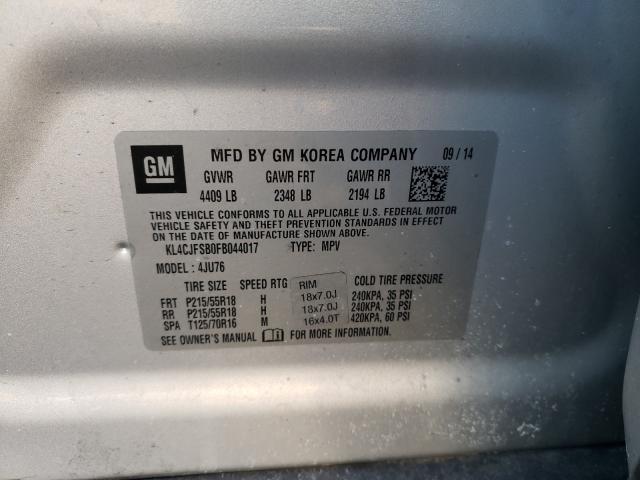 GM MFD BY GM KOREA COMPANY 09 / 14
GVWR GAWR FRT GAWR RR
4409 LB 2348 LB 2194 LB
THIS VEHICLE CONFORMS TO ALL APPLICABLE U.S. FEDERAL MOTOR
VEHICLE SAFETY AND THEFT PREVENTION STANDARDS IN EFFECT
ON THE DATE OF MANUFACTURE SHOWN ABOVE.
KL4CJFSB0FB044017 TYPE: MPV
MODEL : 4JU76
TIRE SIZE SPEED RTG RIM COLD TIRE PRESSURE
FRT P215/55R18 H 18x7.0J 240KPA, 35 PSI
RR P215/55R18 H 18x7.0J 240KPA, 35 PSI
SPA T125/70R16 M 16x4.0T 420KPA, 60 PSI
SEE OWNER'S MANUAL FOR MORE INFORMATION.